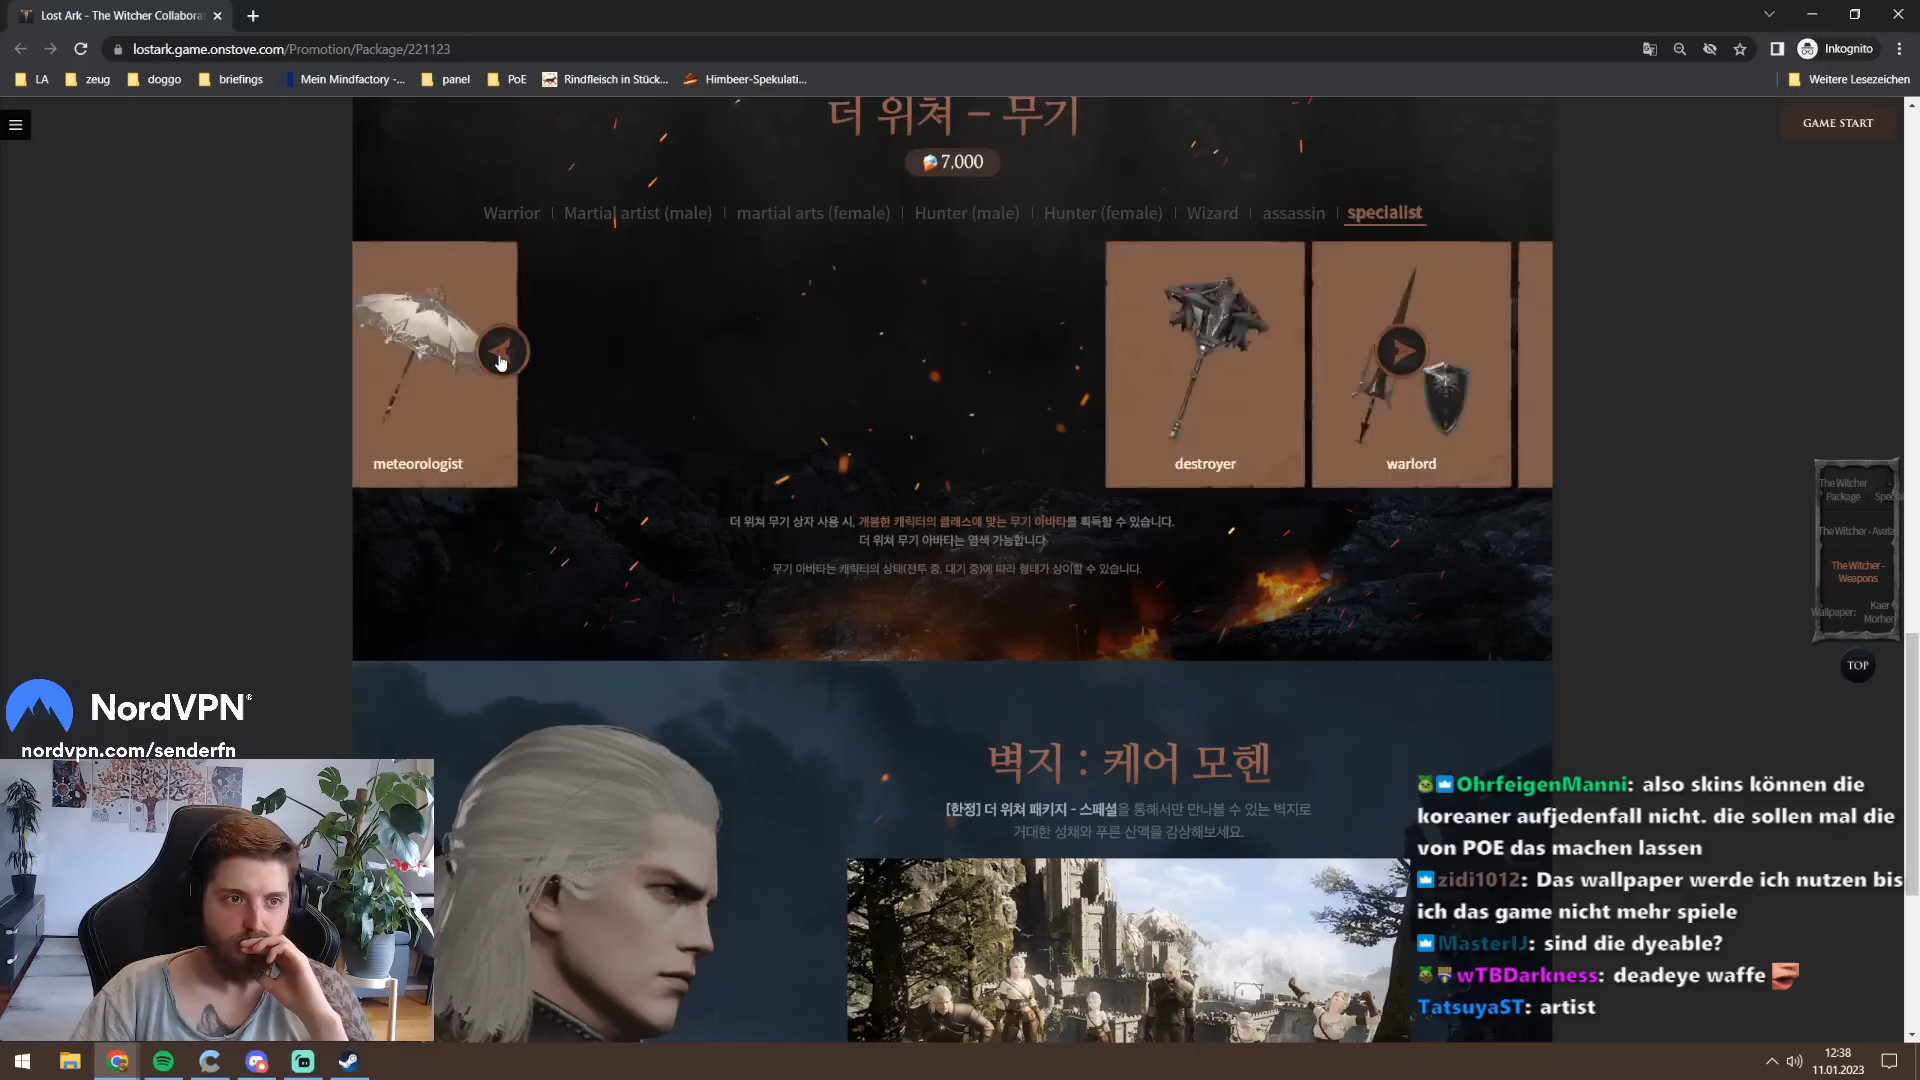 Lost Ark - The Witcher Collabora
lostark.game.onstove.com/Promotion/Package/221123
Inkognito
LA
zeug
doggo
briefings
Mein Mindfactory -...
panel
PoE
Rindfleisch in Stück...
Himbeer-Spekulati...
Weitere Lesezeichen
GAME START
더 위쳐 – 무기
7,000
Warrior
Martial artist (male)
martial arts (female)
Hunter (male)
Hunter (female)
Wizard
assassin
specialist
meteorologist
destroyer
warlord
더 위쳐 무기 상자 사용 시, 개봉한 캐릭터의 클래스에 맞는 무기 아바타를 획득할 수 있습니다.
더 위쳐 무기 아바타는 염색 가능합니다.
· 무기 아바타는 캐릭터의 상태(전투 중, 대기 중)에 따라 형태가 상이할 수 있습니다.
The Witcher
Package Specia
The Witcher - Avata
The Witcher -
Weapons
Wallpaper: Kaer
Morhen
TOP
NordVPN
nordvpn.com/senderfn
벽지 : 케어 모헨
[한정] 더 위쳐 패키지 - 스페셜을 통해서만 만나볼 수 있는 벽지로
거대한 성채와 푸른 산맥을 감상해보세요.
OhrfeigenManni: also skins können die
koreaner aufjedenfall nicht. die sollen mal die
von POE das machen lassen
zidi1012: Das wallpaper werde ich nutzen bis
ich das game nicht mehr spiele
MasterIJ: sind die dyeable?
wTBDarkness: deadeye waffe
TatsuyaST: artist
12:38
11.01.2023